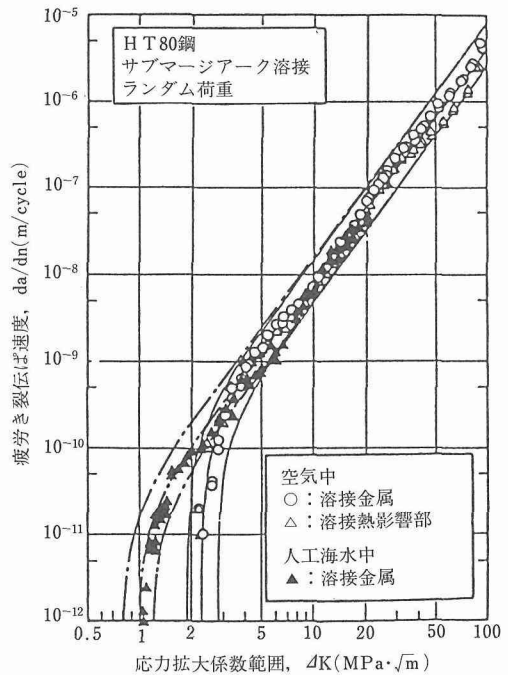 HT80鋼
サブマージアーク溶接
ランダム荷重
10⁻⁵
10⁻⁶
10⁻⁷
10⁻⁸
10⁻⁹
10⁻¹⁰
10⁻¹¹
10⁻¹²
疲労き裂伝ぱ速度，da/dn(m/cycle)
空気中
○：溶接金属
△：溶接熱影響部
人工海水中
▲：溶接金属
0.5 1 2 5 10 20 50 100
応力拡大係数範囲，ΔK(MPa·√m)